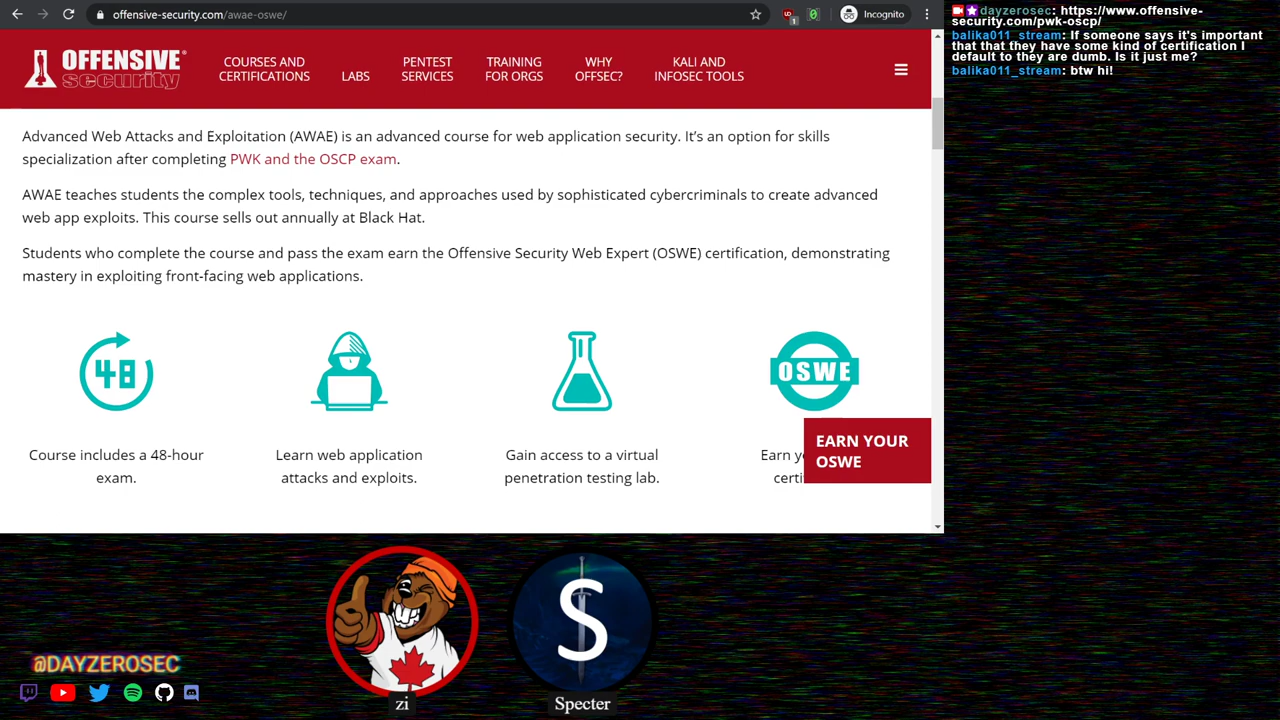 offensive-security.com/awae-oswe/
1
Incognito
OFFENSIVE®
security
COURSES AND
CERTIFICATIONS
LABS
PENTEST
SERVICES
TRAINING
FOR ORGS
WHY
OFFSEC?
KALI AND
INFOSEC TOOLS
Advanced Web Attacks and Exploitation (AWAE) is an advanced course for web application security. It's an option for skills
specialization after completing PWK and the OSCP exam.
AWAE teaches students the complex tools, techniques, and approaches used by sophisticated cybercriminals to create advanced
web app exploits. This course sells out annually at Black Hat.
Students who complete the course and pass the exam earn the Offensive Security Web Expert (OSWE) certification, demonstrating
mastery in exploiting front-facing web applications.
48
OSWE
Course includes a 48-hour
exam.
Learn web application
attacks and exploits.
Gain access to a virtual
penetration testing lab.
Earn y
certi
EARN YOUR
OSWE
dayzerosec: https://www.offensive-
security.com/pwk-oscp/
balika011_stream: If someone says it's important
that that they have some kind of certification I
default to they are dumb. Is it just me?
balika011_stream: btw hi!
@DAYZEROSEC
zi
S
Specter